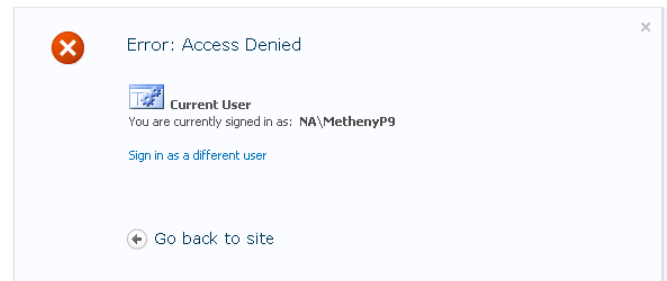 Error: Access Denied
Current User
You are currently signed in as: NA\MethenyP9
Sign in as a different user
Go back to site